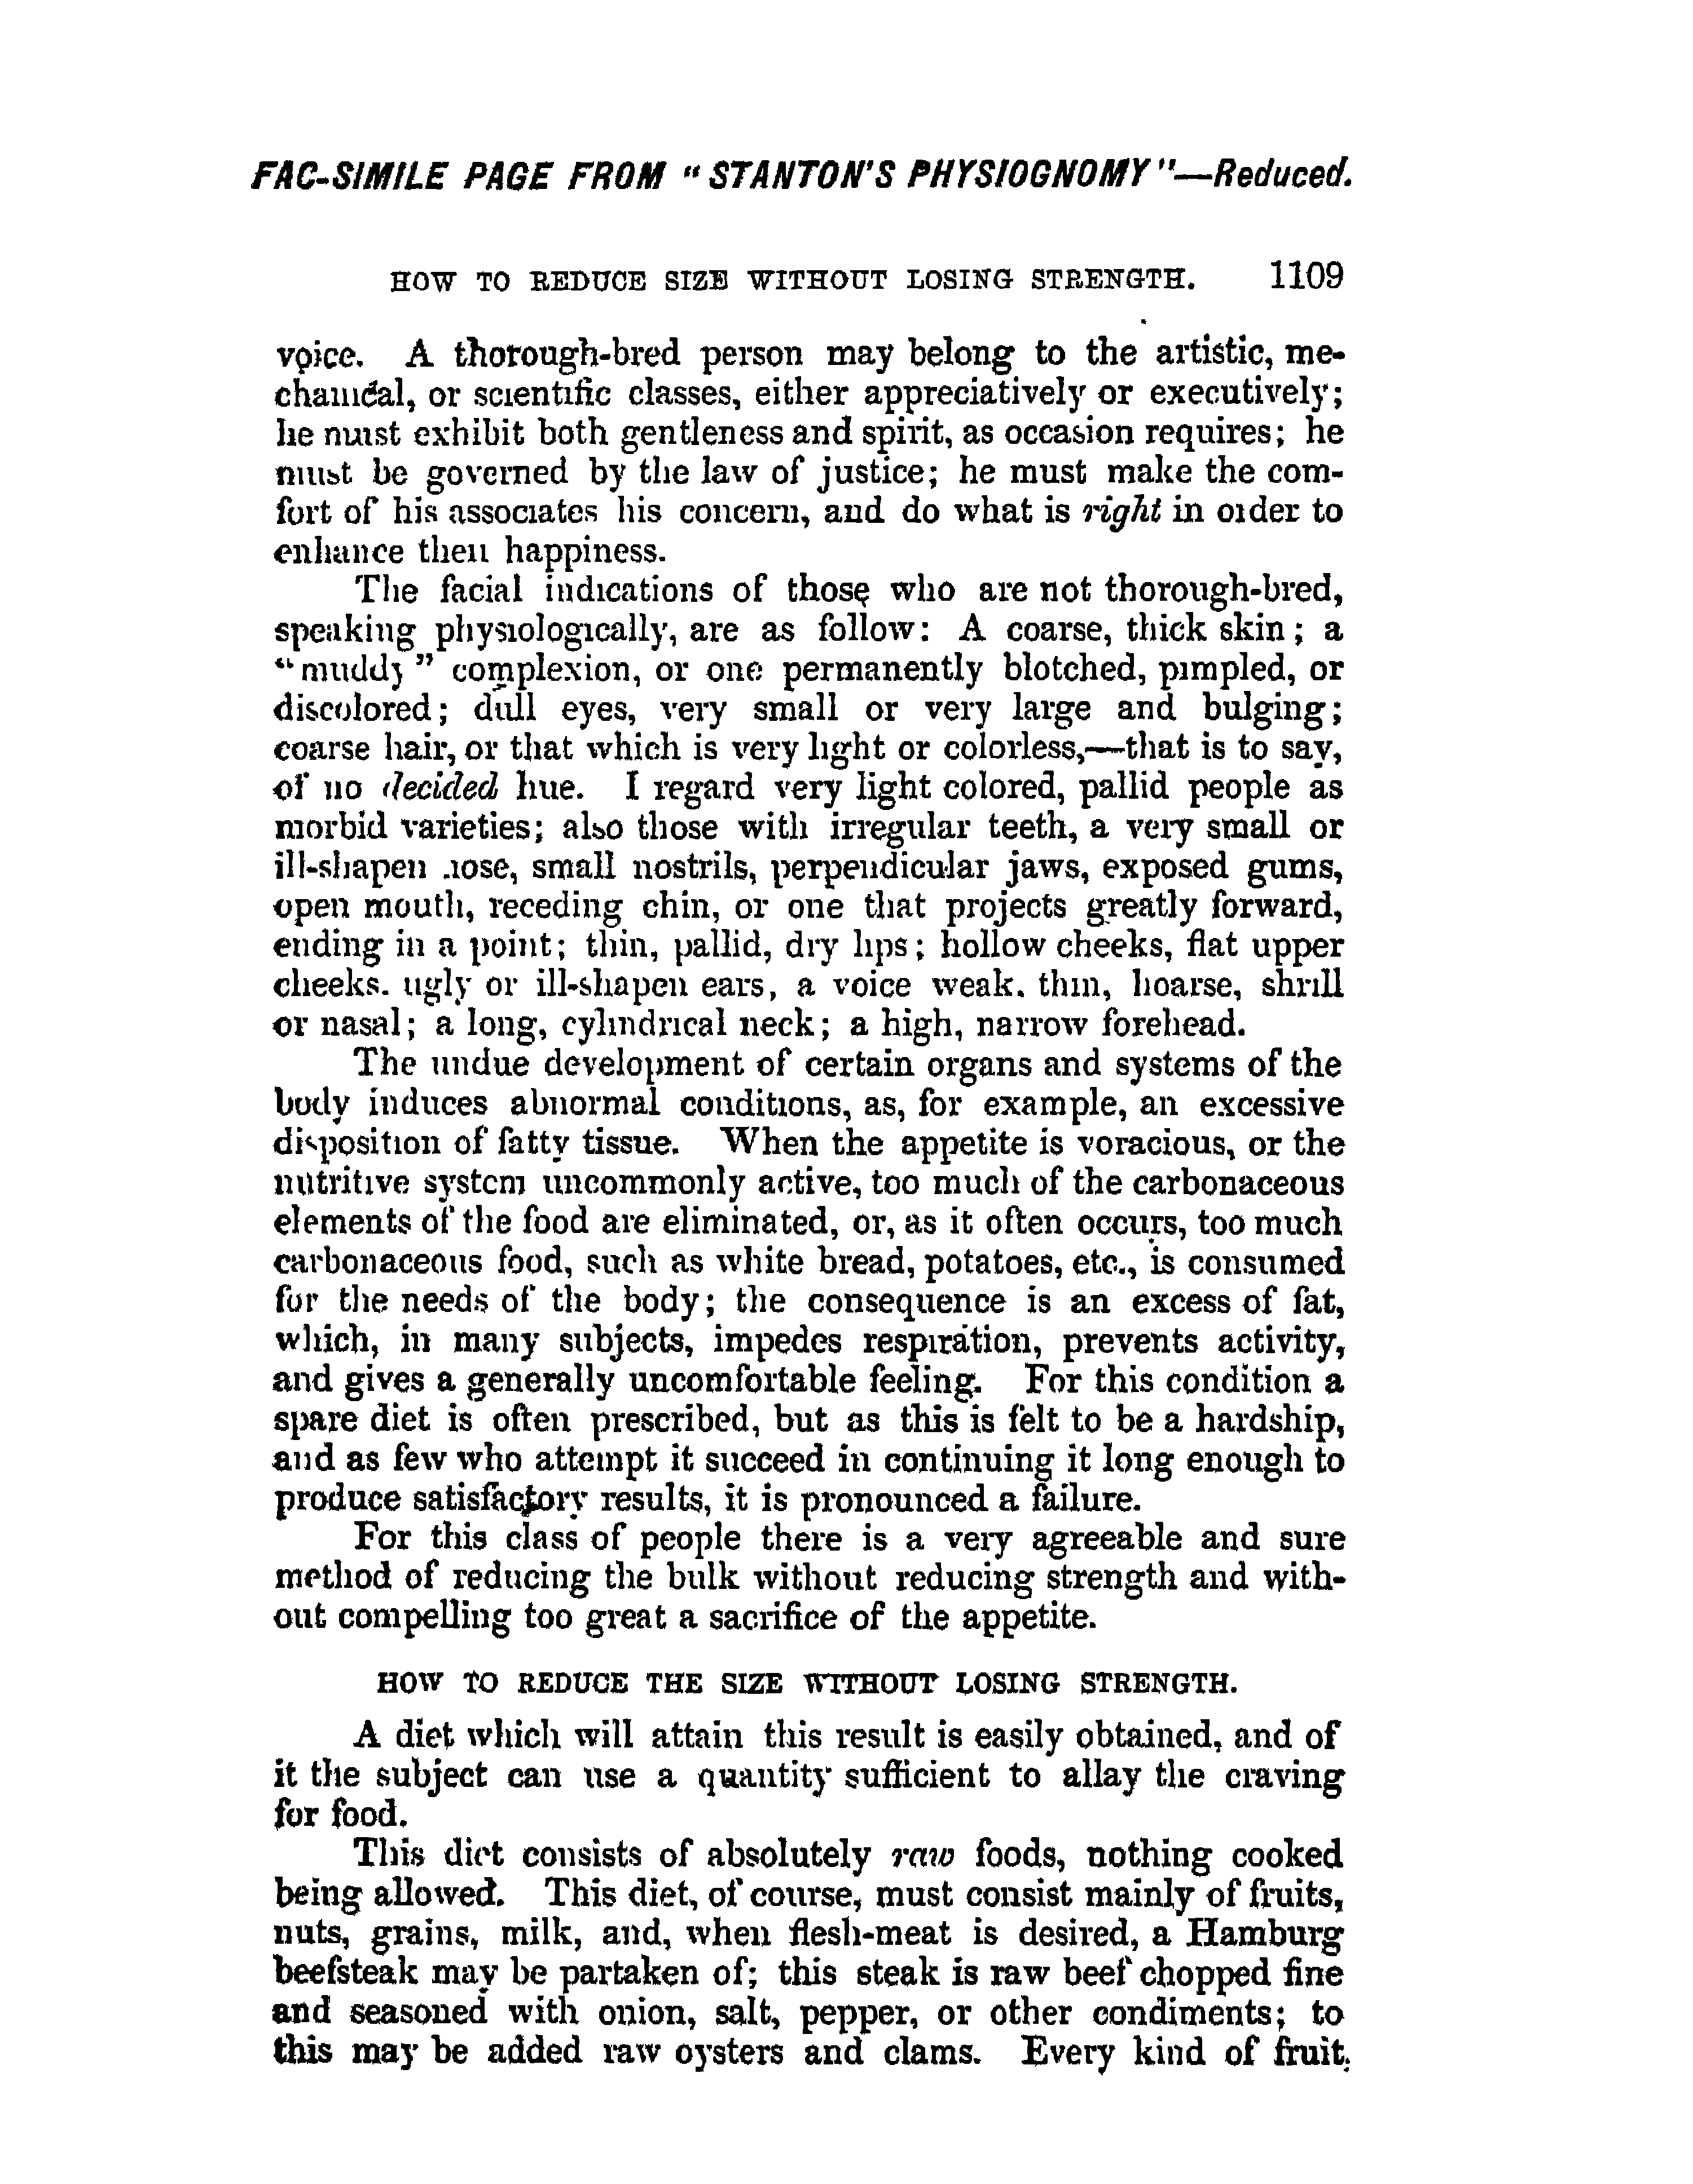 FAC-SIMILE PAGE FROM "STANTON'S PHYSIOGNOMY"—Reduced.
HOW TO REDUCE SIZE WITHOUT LOSING STRENGTH. 1109
voice. A thorough-bred person may belong to the artistic, me-
chanical, or scientific classes, either appreciatively or executively;
he must exhibit both gentleness and spirit, as occasion requires; he
must be governed by the law of justice; he must make the com-
fort of his associates his concern, and do what is right in order to
enhance their happiness.
The facial indications of those who are not thorough-bred,
speaking physiologically, are as follow: A coarse, thick skin; a
"muddy" complexion, or one permanently blotched, pimpled, or
discolored; dull eyes, very small or very large and bulging;
coarse hair, or that which is very light or colorless,—that is to say,
of no decided hue. I regard very light colored, pallid people as
morbid varieties; also those with irregular teeth, a very small or
ill-shapen nose, small nostrils, perpendicular jaws, exposed gums,
open mouth, receding chin, or one that projects greatly forward,
ending in a point; thin, pallid, dry lips; hollow cheeks, flat upper
cheeks. ugly or ill-shapen ears, a voice weak. thin, hoarse, shrill
or nasal; a long, cylindrical neck; a high, narrow forehead.
The undue development of certain organs and systems of the
body induces abnormal conditions, as, for example, an excessive
disposition of fatty tissue. When the appetite is voracious, or the
nutritive system uncommonly active, too much of the carbonaceous
elements of the food are eliminated, or, as it often occurs, too much
carbonaceous food, such as white bread, potatoes, etc., is consumed
for the needs of the body; the consequence is an excess of fat,
which, in many subjects, impedes respiration, prevents activity,
and gives a generally uncomfortable feeling. For this condition a
spare diet is often prescribed, but as this is felt to be a hardship,
and as few who attempt it succeed in continuing it long enough to
produce satisfactory results, it is pronounced a failure.
For this class of people there is a very agreeable and sure
method of reducing the bulk without reducing strength and with-
out compelling too great a sacrifice of the appetite.
HOW TO REDUCE THE SIZE WITHOUT LOSING STRENGTH.
A diet which will attain this result is easily obtained, and of
it the subject can use a quantity sufficient to allay the craving
for food.
This diet consists of absolutely raw foods, nothing cooked
being allowed. This diet, of course, must consist mainly of fruits,
nuts, grains, milk, and, when flesh-meat is desired, a Hamburg
beefsteak may be partaken of; this steak is raw beef chopped fine
and seasoned with onion, salt, pepper, or other condiments; to
this may be added raw oysters and clams. Every kind of fruit